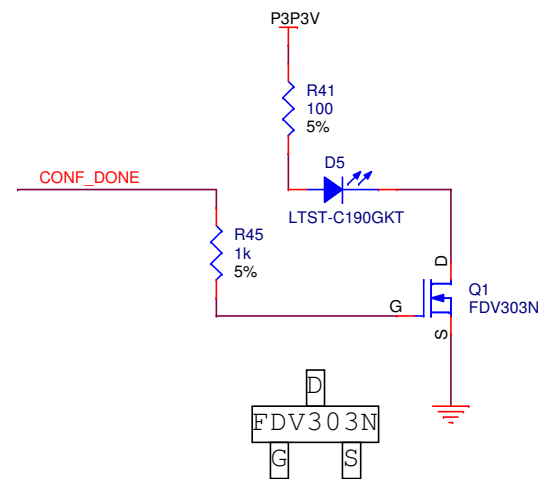 P3P3V
R41
100
5%
D5
CONF_DONE
LTST-C190GKT
R45
1k
5%
D
Q1
G
FDV303N
S
D
FDV303N
G S